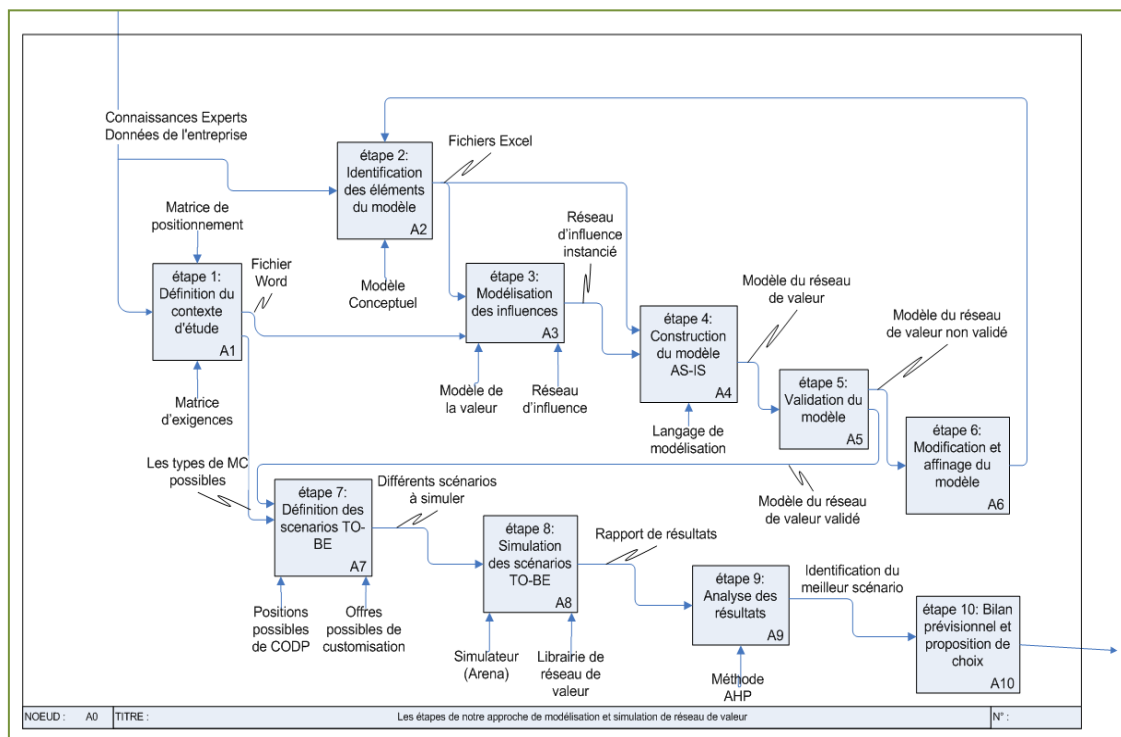 Connaissances Experts
Données de l'entreprise
étape 2:
Identification
des éléments
du modèle
A2
Fichiers Excel
Modèle
Conceptuel
Matrice de
positionnement
étape 1:
Définition du
contexte
d'étude
A1
Fichier
Word
Matrice
d'exigences
étape 3:
Modélisation
des influences
A3
Réseau
d'influence
instancié
Modèle de
la valeur
Réseau
d'influence
étape 4:
Construction
du modèle
AS-IS
A4
Modèle du réseau
de valeur
Langage de
modélisation
étape 5:
Validation du
modèle
A5
Modèle du réseau
de valeur non validé
étape 6:
Modification et
affinage du
modèle
A6
Modèle du réseau
de valeur validé
Les types de MC
possibles
étape 7:
Définition des
scenarios TO-
BE
A7
Différents scénarios
à simuler
Positions
possibles
de CODP
Offres
possibles de
customisation
étape 8:
Simulation
des scénarios
TO-BE
A8
Rapport de résultats
Simulateur
(Arena)
Librairie de
réseau de
valeur
étape 9:
Analyse des
résultats
A9
Identification du
meilleur scénario
Méthode
AHP
étape 10: Bilan
prévisionnel et
proposition de
choix
A10
NOEUD : A0 TITRE : Les étapes de notre approche de modélisation et simulation de réseau de valeur N° :